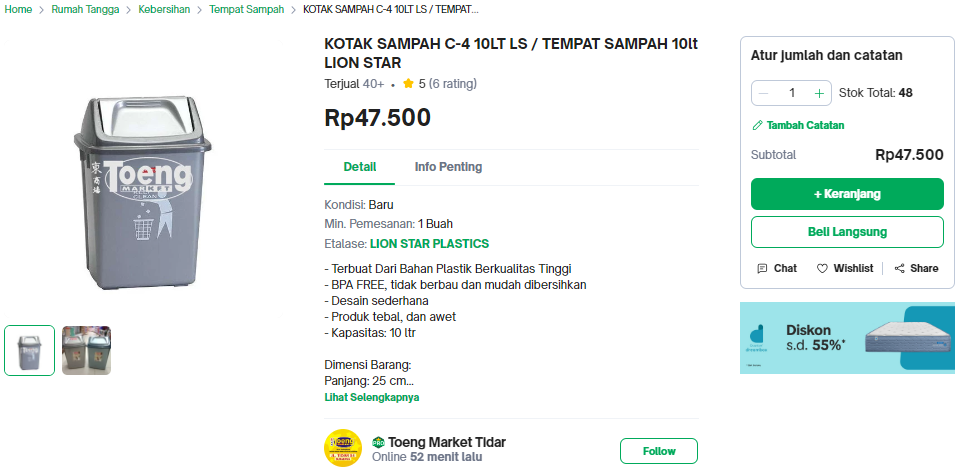 Home > Rumah Tangga > Kebersihan > Tempat Sampah > KOTAK SAMPAH C-4 10LT LS / TEMPAT...
KOTAK SAMPAH C-4 10LT LS / TEMPAT SAMPAH 10lt
LION STAR
Terjual 40+ • 5 (6 rating)
Rp47.500
Detail Info Penting
Kondisi: Baru
Min. Pemesanan: 1 Buah
Etalase: LION STAR PLASTICS
- Terbuat Dari Bahan Plastik Berkualitas Tinggi
- BPA FREE, tidak berbau dan mudah dibersihkan
- Desain sederhana
- Produk tebal, dan awet
- Kapasitas: 10 ltr
Dimensi Barang:
Panjang: 25 cm...
Lihat Selengkapnya
Toeng Market Tidar
Online 52 menit lalu
Follow
Toeng
MARKET
Atur jumlah dan catatan
1
Stok Total: 48
Tambah Catatan
Subtotal Rp47.500
+ Keranjang
Beli Langsung
Chat Wishlist Share
Diskon
s.d. 55%*